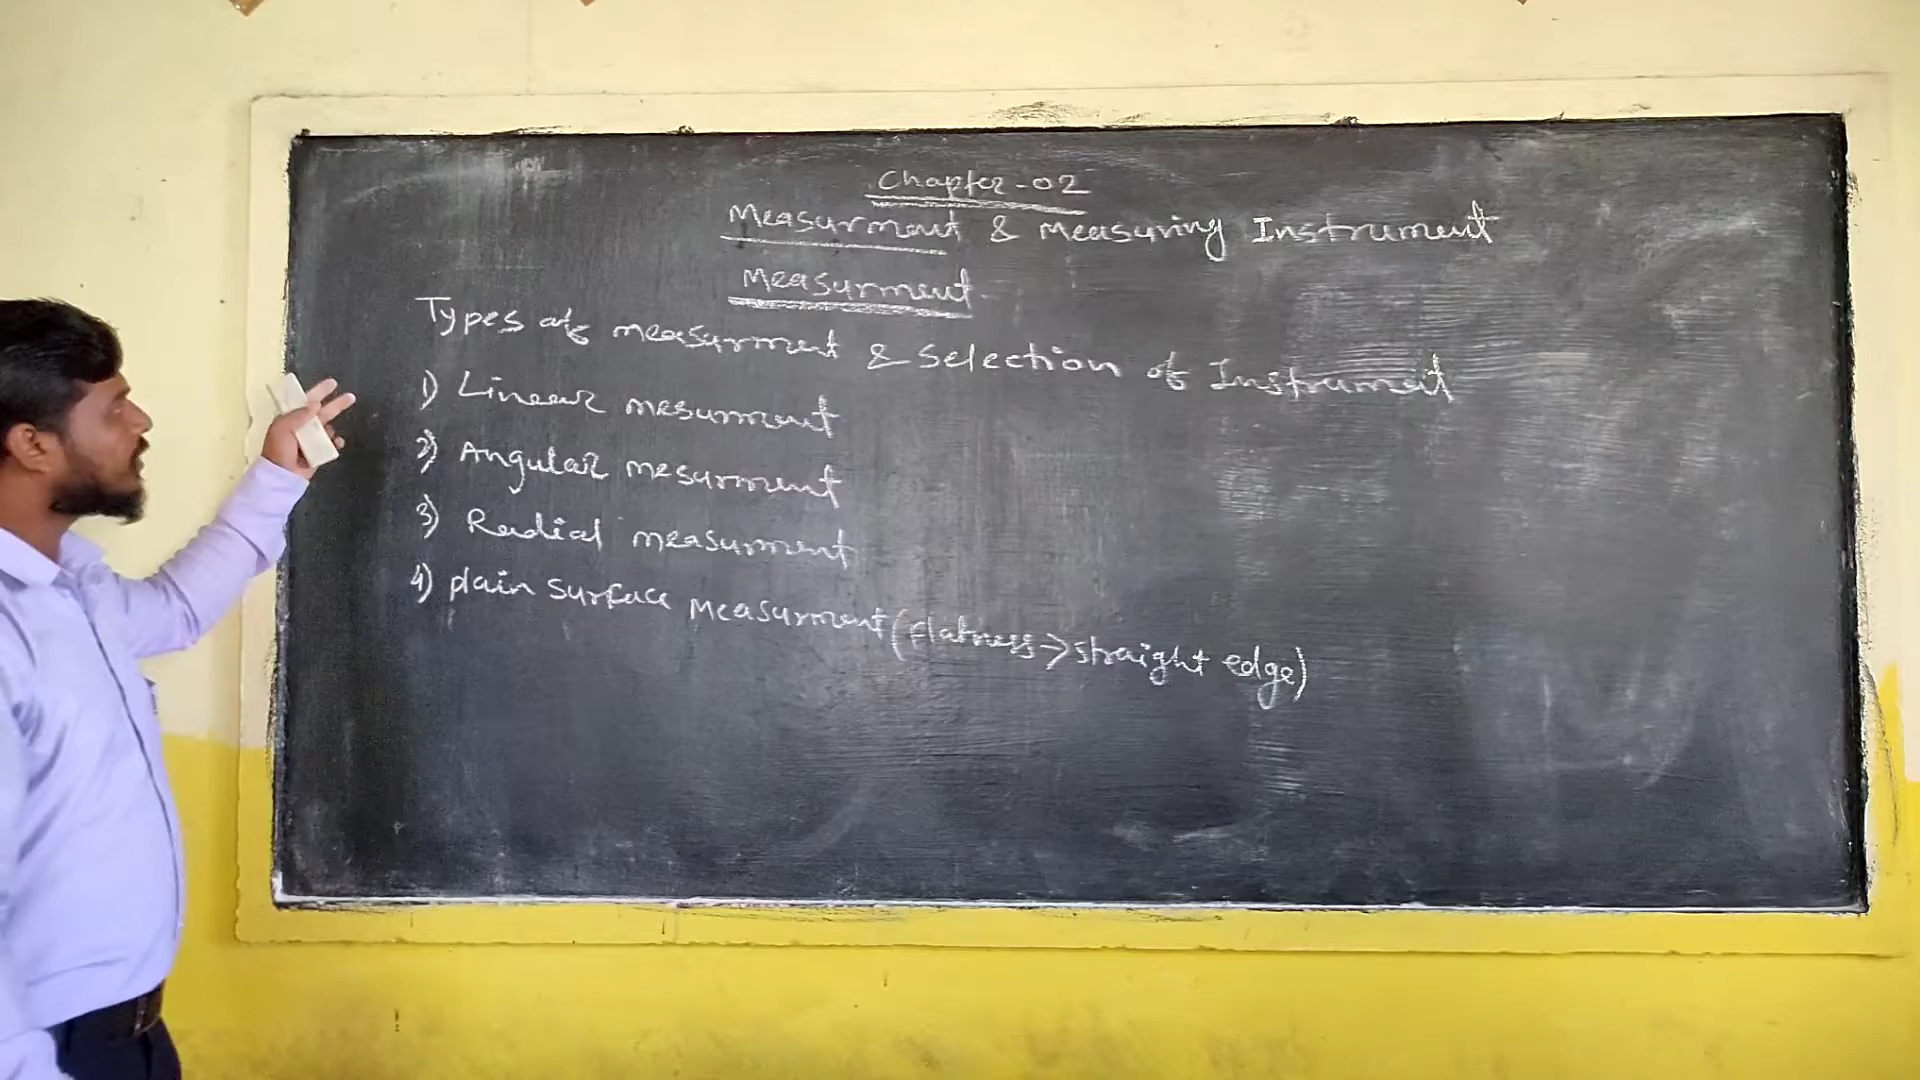 Chapter-02
Measurment & Measuring Instrument
Measurment
Types of measurment & Selection of Instrument
1) Linear mesurment
2) Angular mesurment
3) Radial measurment
4) plain surface Measurment (flatness → straight edge)